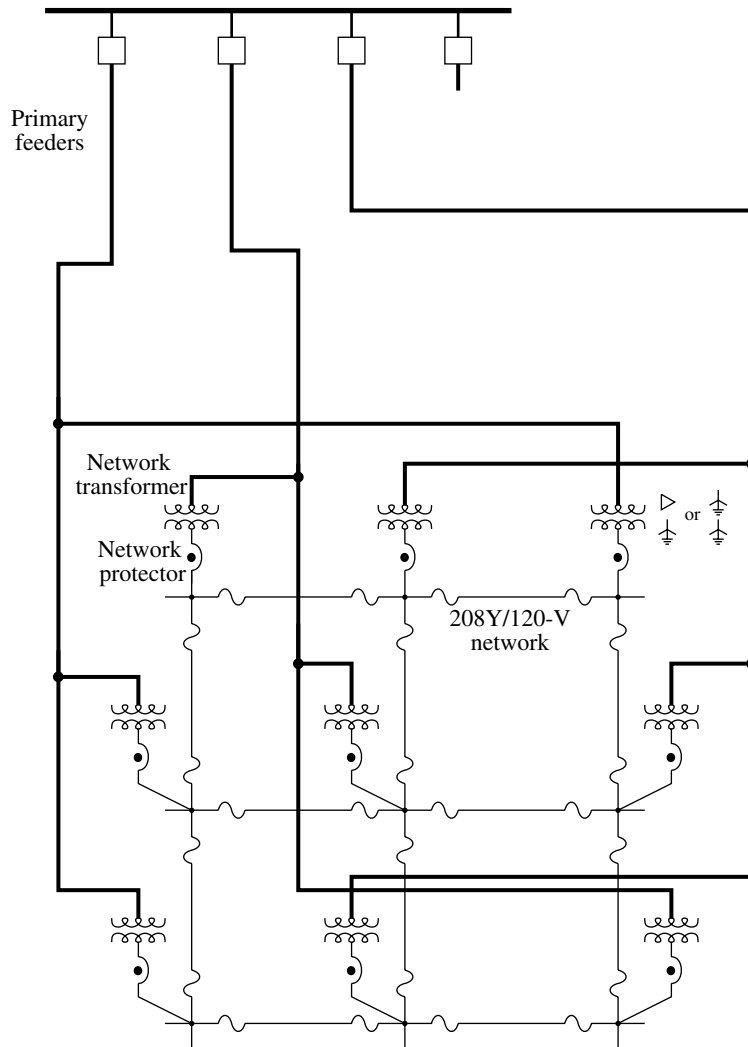 Primary
feeders
Network
transformer
or
Network
protector
208Y/120-V
network